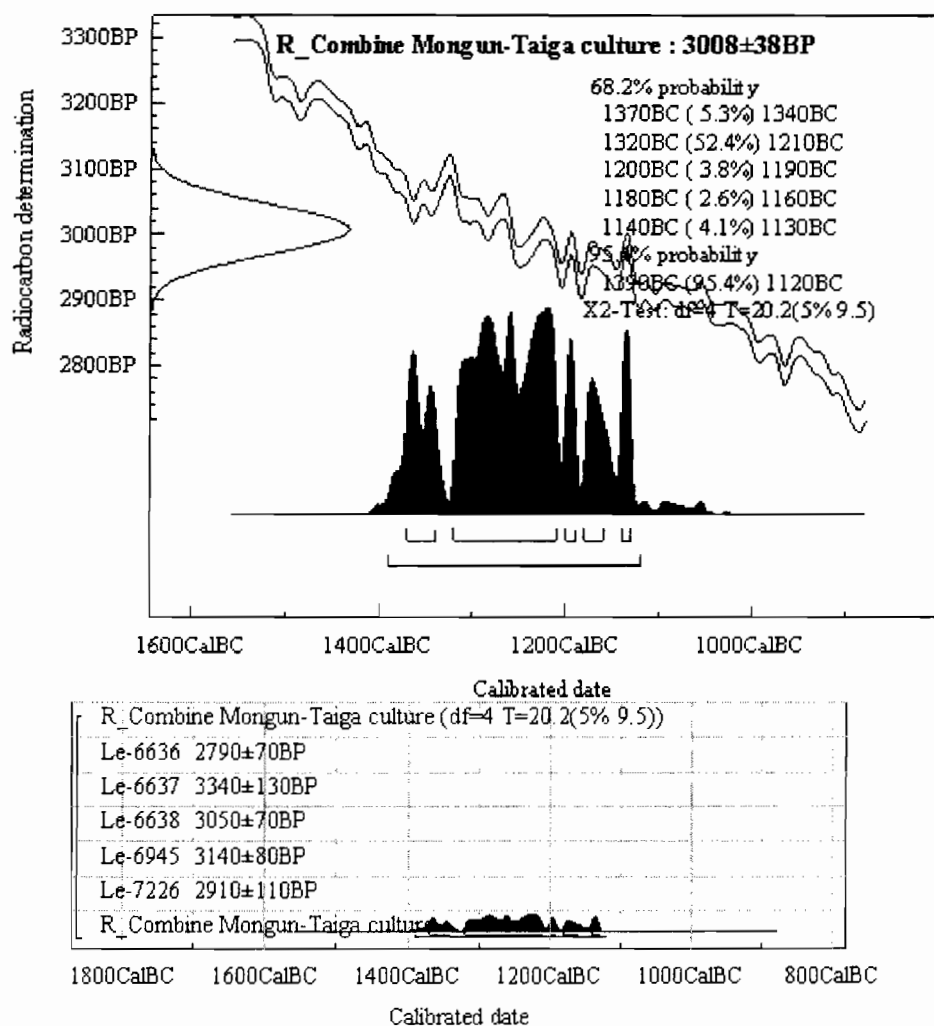 R_Combine Mongun-Taiga culture : 3008±38BP
68.2% probability
1370BC ( 5.3%) 1340BC
1320BC (52.4%) 1210BC
1200BC ( 3.8%) 1190BC
1180BC ( 2.6%) 1160BC
1140BC ( 4.1%) 1130BC
95.4% probability
1390BC (95.4%) 1120BC
X2-Test: df=4 T=20.2(5% 9.5)
Radiocarbon determination
3300BP
3200BP
3100BP
3000BP
2900BP
2800BP
1600CalBC 1400CalBC 1200CalBC 1000CalBC
Calibrated date
R_Combine Mongun-Taiga culture (df=4 T=20.2(5% 9.5))
Le-6636 2790±70BP
Le-6637 3340±130BP
Le-6638 3050±70BP
Le-6945 3140±80BP
Le-7226 2910±110BP
R_Combine Mongun-Taiga culture
1800CalBC 1600CalBC 1400CalBC 1200CalBC 1000CalBC 800CalBC
Calibrated date